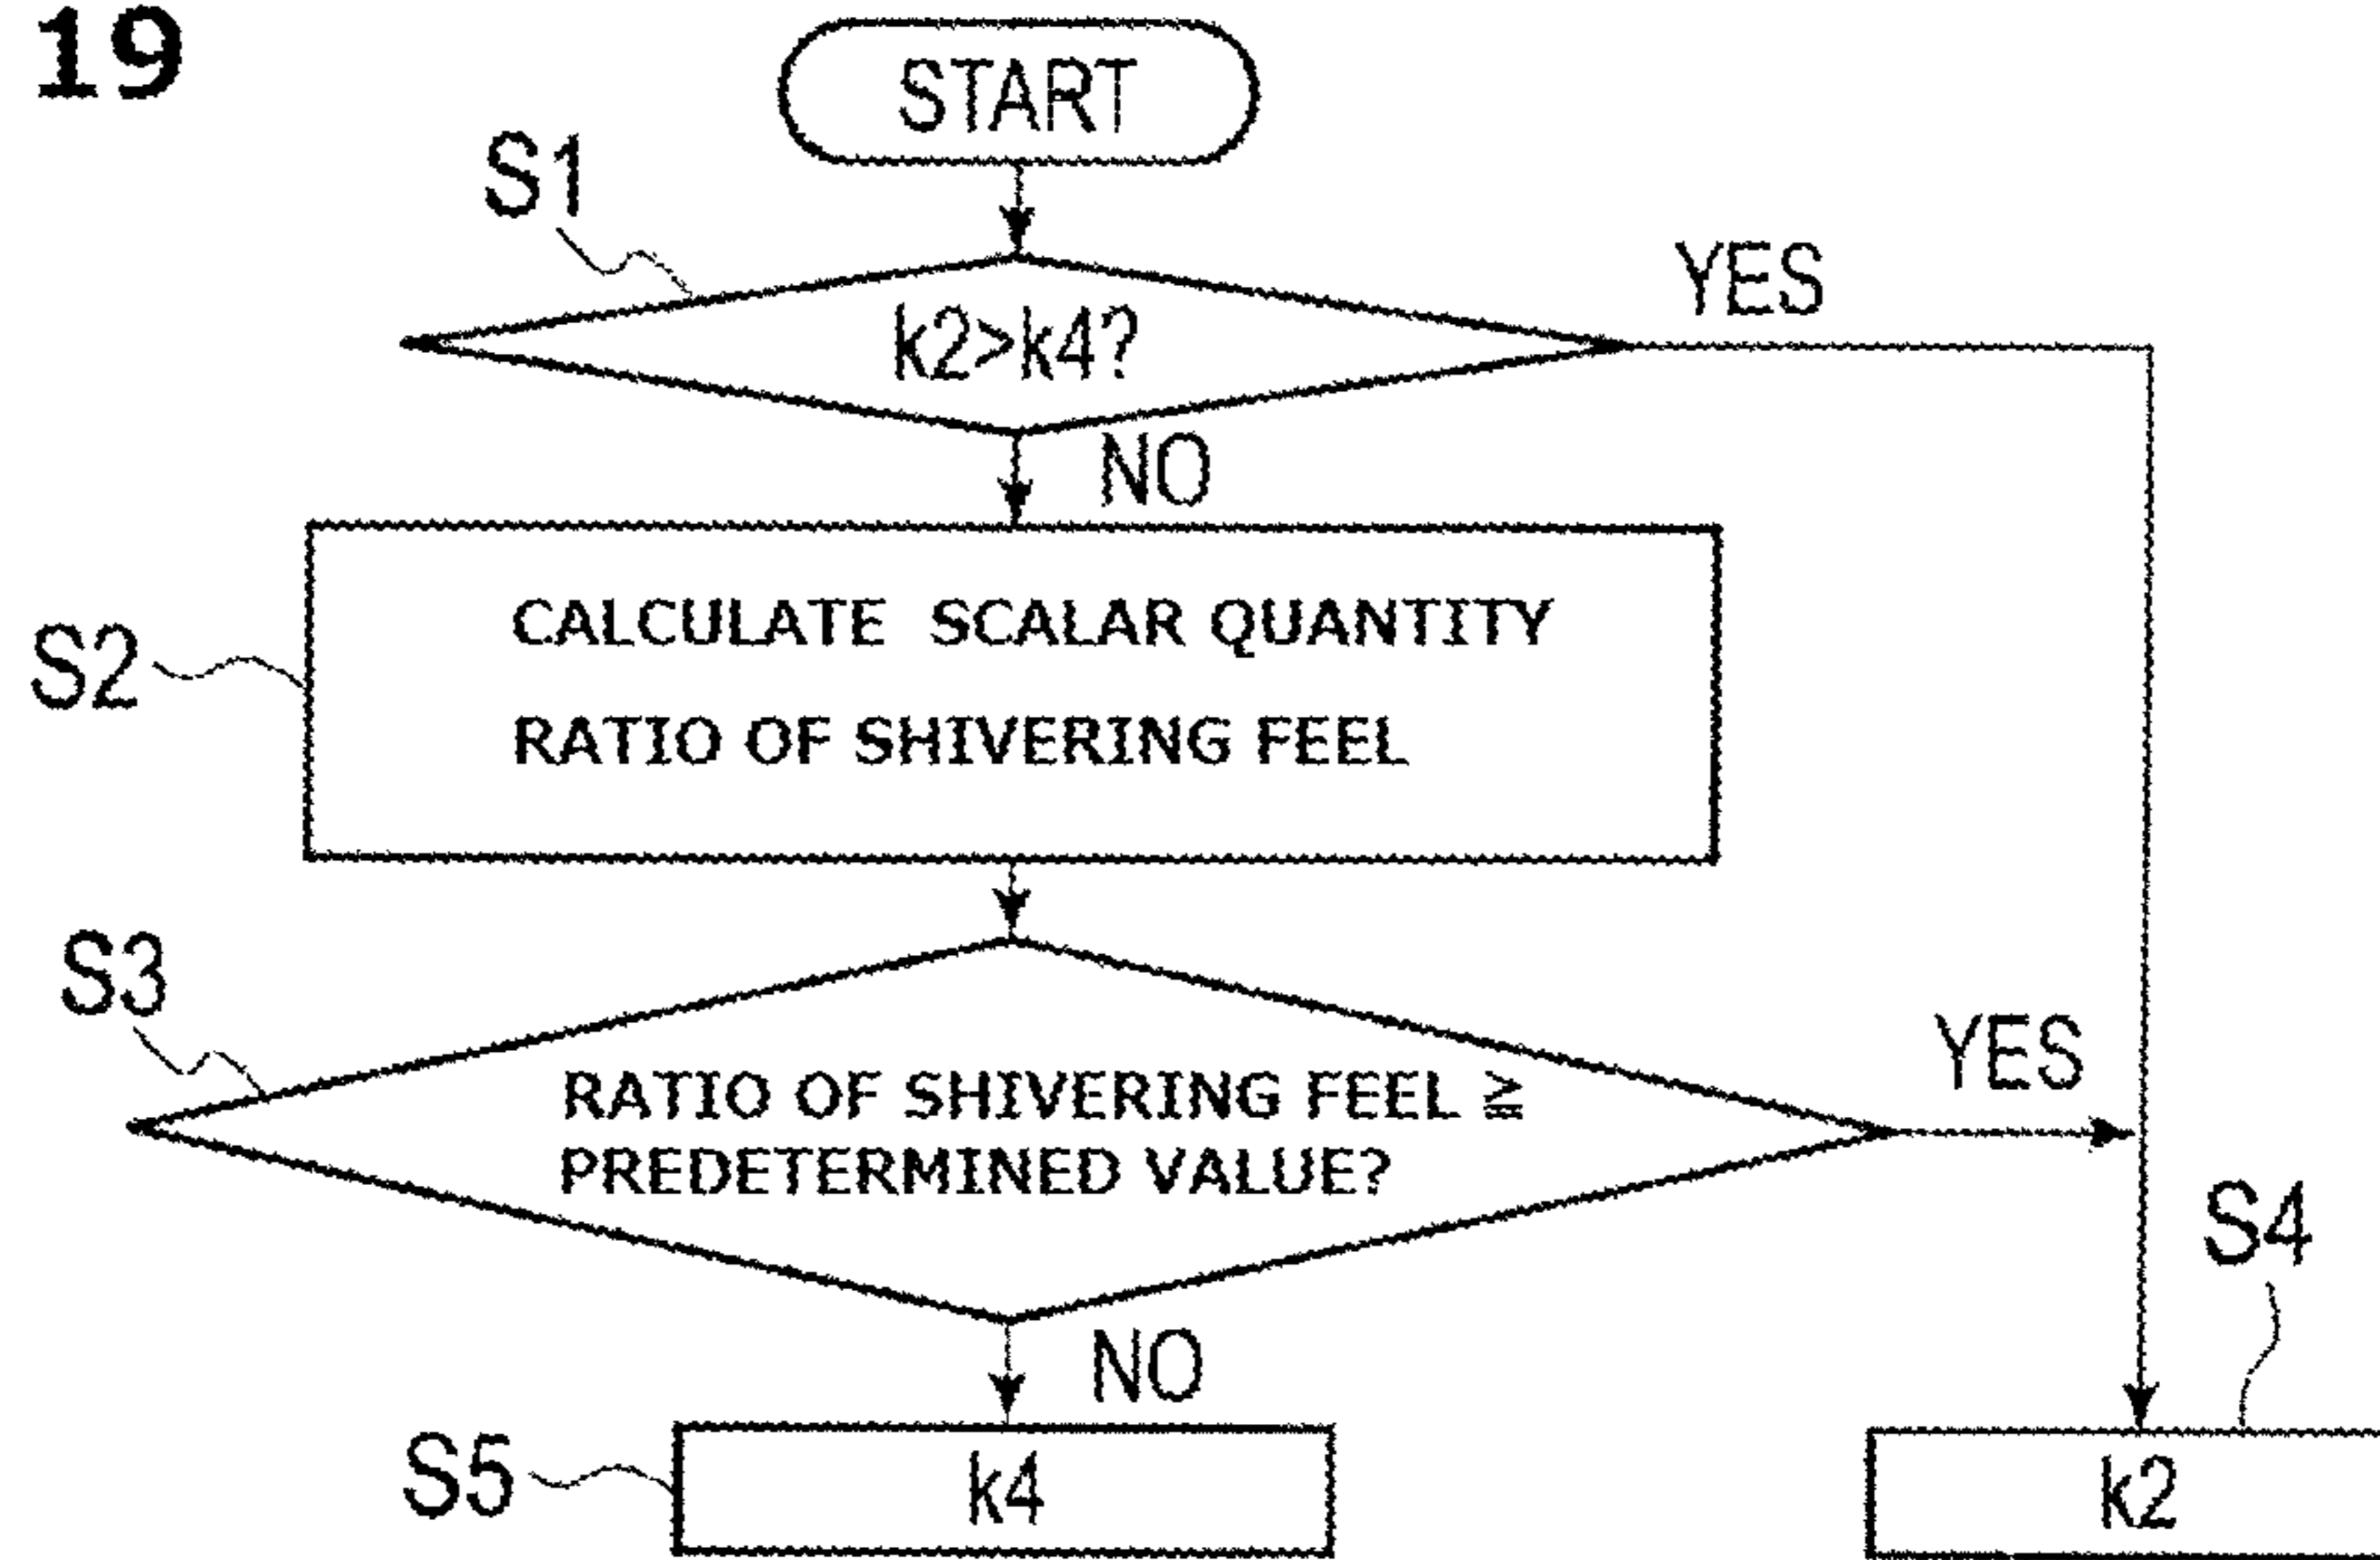 19
START
S1
YES
k2>k4?
NO
S2
CALCULATE SCALAR QUANTITY
RATIO OF SHIVERING FEEL
S3
YES
RATIO OF SHIVERING FEEL ≧
PREDETERMINED VALUE?
S4
NO
S5
k4
k2